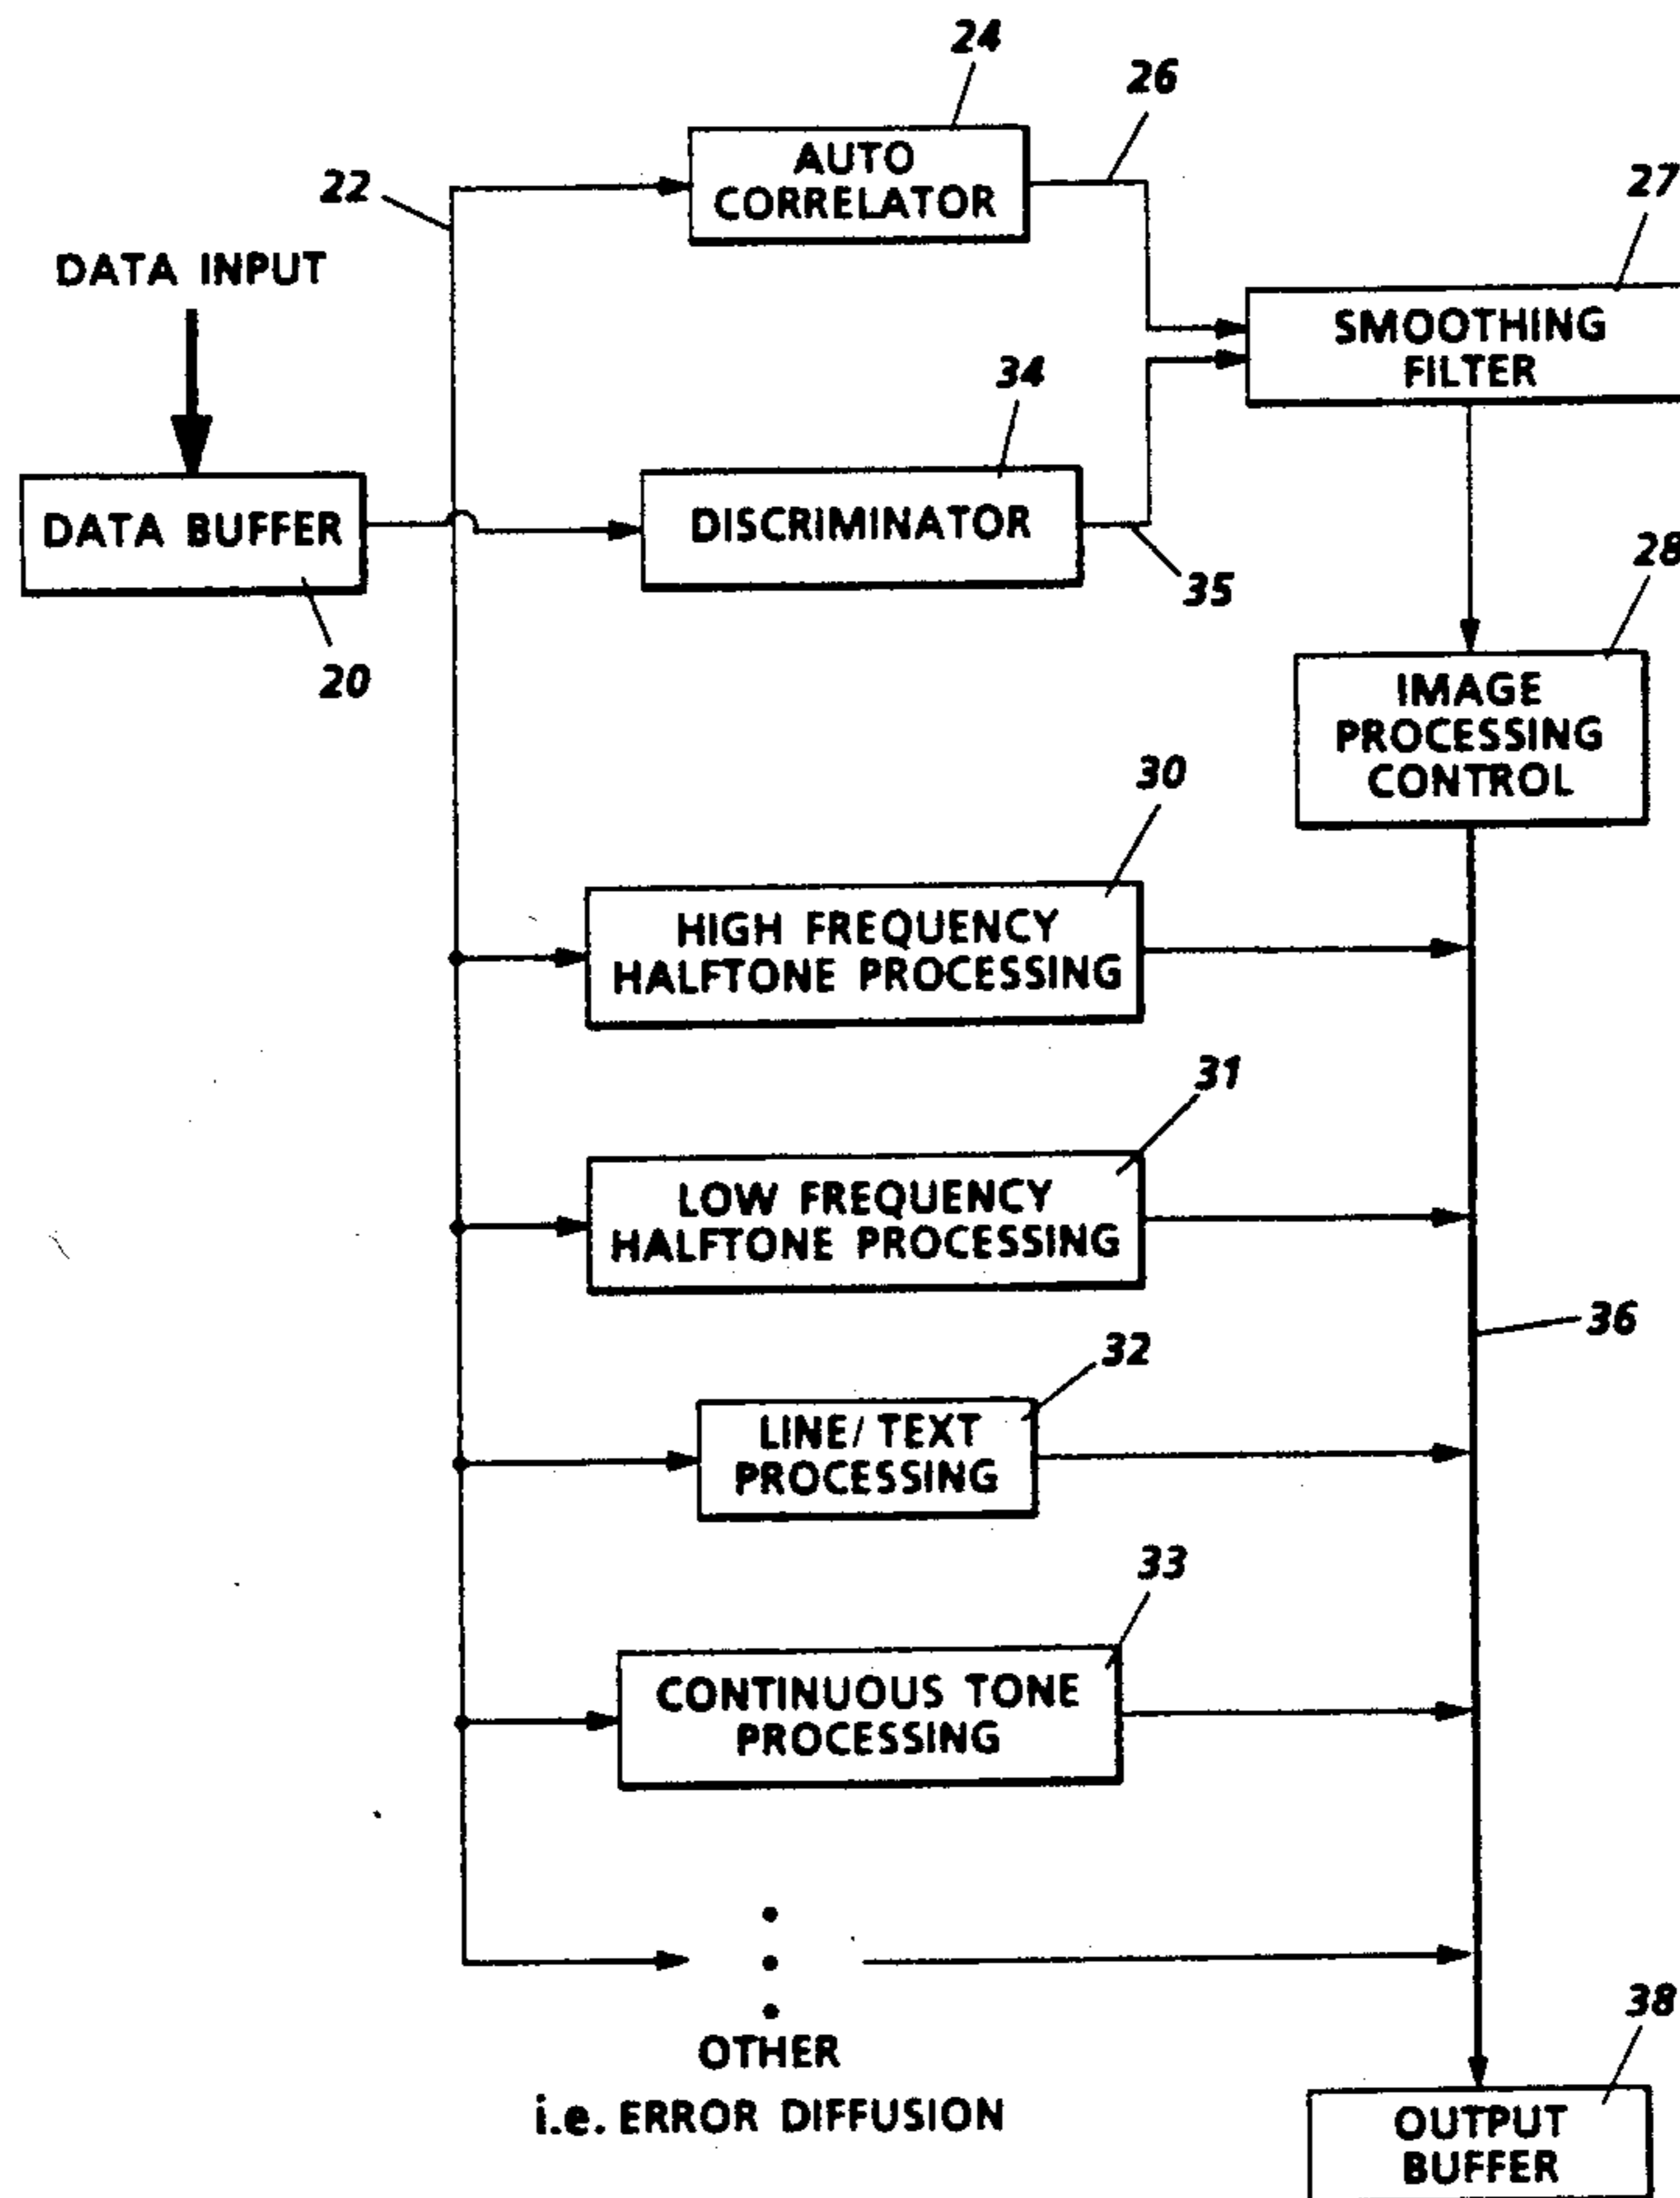 24
26
AUTO
CORRELATOR
22
27
DATA INPUT
SMOOTHING
FILTER
34
DISCRIMINATOR
DATA BUFFER
35
28
20
IMAGE
PROCESSING
CONTROL
30
HIGH FREQUENCY
HALFTONE PROCESSING
31
LOW FREQUENCY
HALFTONE PROCESSING
36
32
LINE/ TEXT
PROCESSING
33
CONTINUOUS TONE
PROCESSING
38
OTHER
i.e. ERROR DIFFUSION
OUTPUT
BUFFER